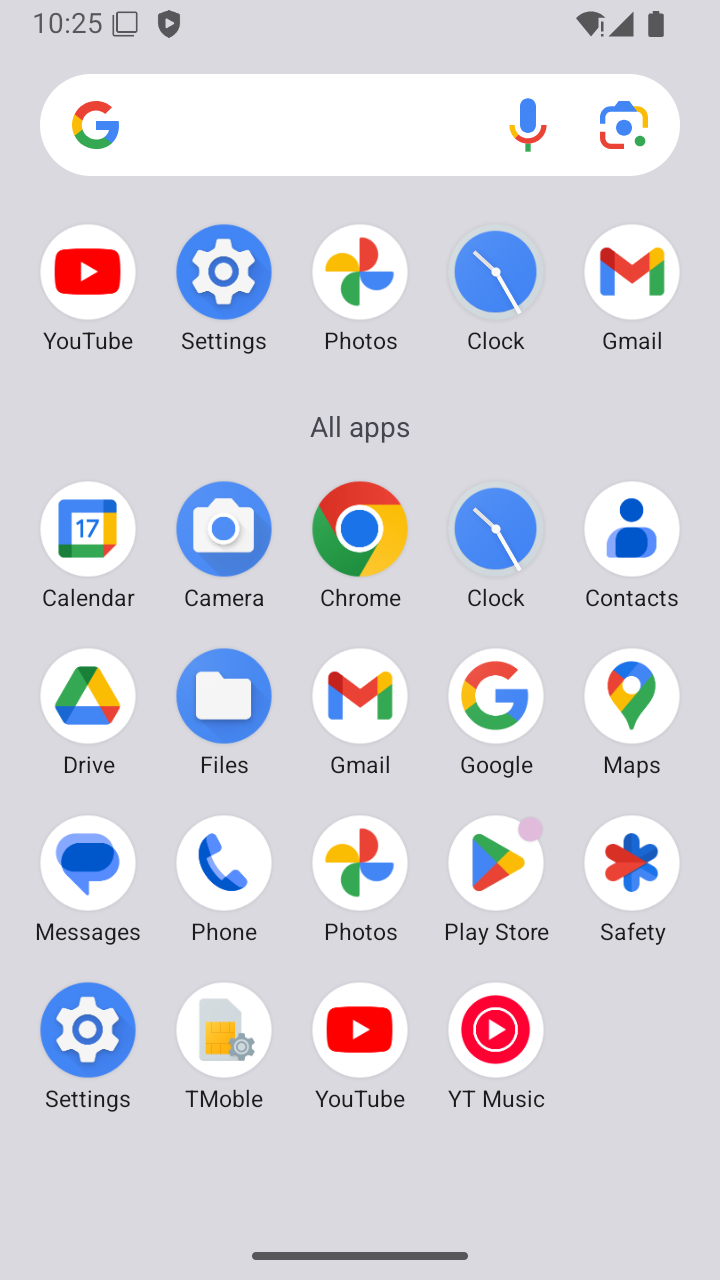 10:25
YouTube Settings Photos Clock Gmail
All apps
17
Calendar Camera Chrome Clock Contacts
Drive Files Gmail Google Maps
Messages Phone Photos Play Store Safety
Settings TMoble YouTube YT Music